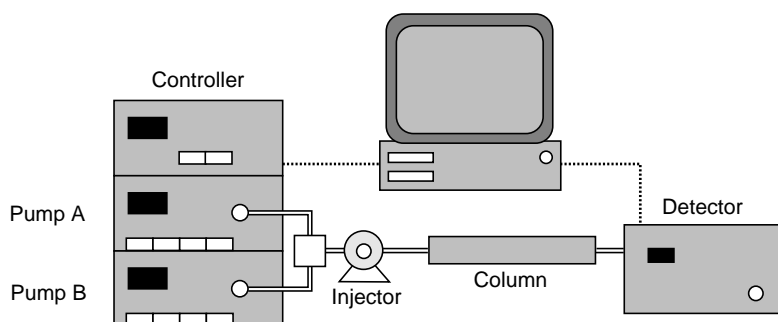 Controller
Pump A
Detector
Column
Injector
Pump B